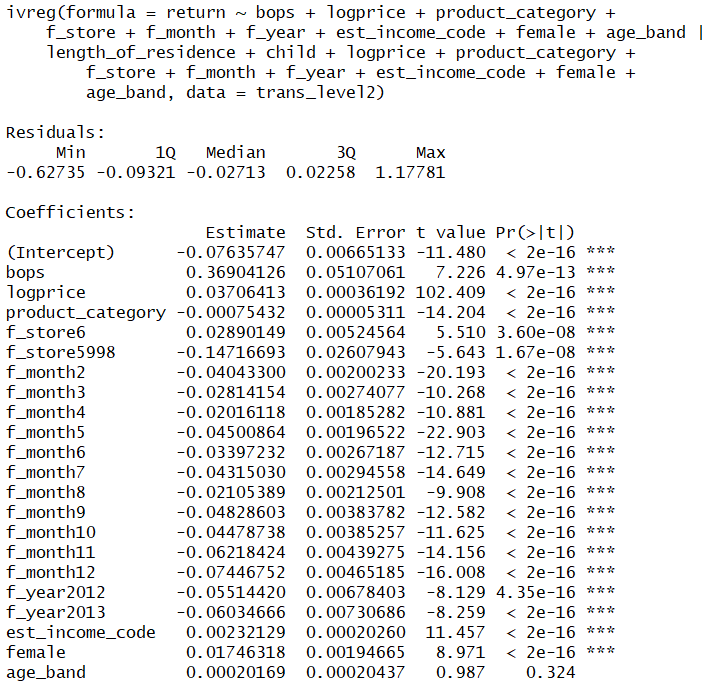 ivreg(formula = return ~ bops + logprice + product_category +
    f_store + f_month + f_year + est_income_code + female + age_band |
    length_of_residence + child + logprice + product_category +
        f_store + f_month + f_year + est_income_code + female +
        age_band, data = trans_level2)

Residuals:
     Min       1Q   Median       3Q      Max
-0.62735 -0.09321 -0.02713  0.02258  1.17781

Coefficients:
                   Estimate  Std. Error t value Pr(>|t|)
(Intercept)      -0.07635747  0.00665133 -11.480  < 2e-16 ***
bops              0.36904126  0.05107061   7.226 4.97e-13 ***
logprice          0.03706413  0.00036192 102.409  < 2e-16 ***
product_category -0.00075432  0.00005311 -14.204  < 2e-16 ***
f_store6          0.02890149  0.00524564   5.510 3.60e-08 ***
f_store5998      -0.14716693  0.02607943  -5.643 1.67e-08 ***
f_month2         -0.04043300  0.00200233 -20.193  < 2e-16 ***
f_month3         -0.02814154  0.00274077 -10.268  < 2e-16 ***
f_month4         -0.02016118  0.00185282 -10.881  < 2e-16 ***
f_month5         -0.04500864  0.00196522 -22.903  < 2e-16 ***
f_month6         -0.03397232  0.00267187 -12.715  < 2e-16 ***
f_month7         -0.04315030  0.00294558 -14.649  < 2e-16 ***
f_month8         -0.02105389  0.00212501  -9.908  < 2e-16 ***
f_month9         -0.04828603  0.00383782 -12.582  < 2e-16 ***
f_month10        -0.04478738  0.00385257 -11.625  < 2e-16 ***
f_month11        -0.06218424  0.00439275 -14.156  < 2e-16 ***
f_month12        -0.07446752  0.00465185 -16.008  < 2e-16 ***
f_year2012       -0.05514420  0.00678403  -8.129 4.35e-16 ***
f_year2013       -0.06034666  0.00730686  -8.259  < 2e-16 ***
est_income_code   0.00232129  0.00020260  11.457  < 2e-16 ***
female            0.01746318  0.00194665   8.971  < 2e-16 ***
age_band          0.00020169  0.00020437   0.987    0.324